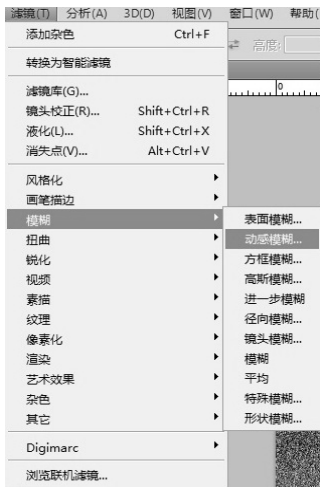 滤镜(T) 分析(A) 3D(D) 视图(V) 窗口(W) 帮助(
添加杂色 Ctrl+F
高度:
转换为智能滤镜
0
滤镜库(G)...
镜头校正(R)... Shift+Ctrl+R
液化(L)... Shift+Ctrl+X
消失点(V)... Alt+Ctrl+V
风格化
画笔描边
模糊 表面模糊...
扭曲 动感模糊...
锐化 方框模糊...
视频 高斯模糊...
素描 进一步模糊
纹理 径向模糊...
像素化 镜头模糊...
渲染 模糊
艺术效果 平均
杂色 特殊模糊...
其它 形状模糊...
Digimarc
浏览联机滤镜...